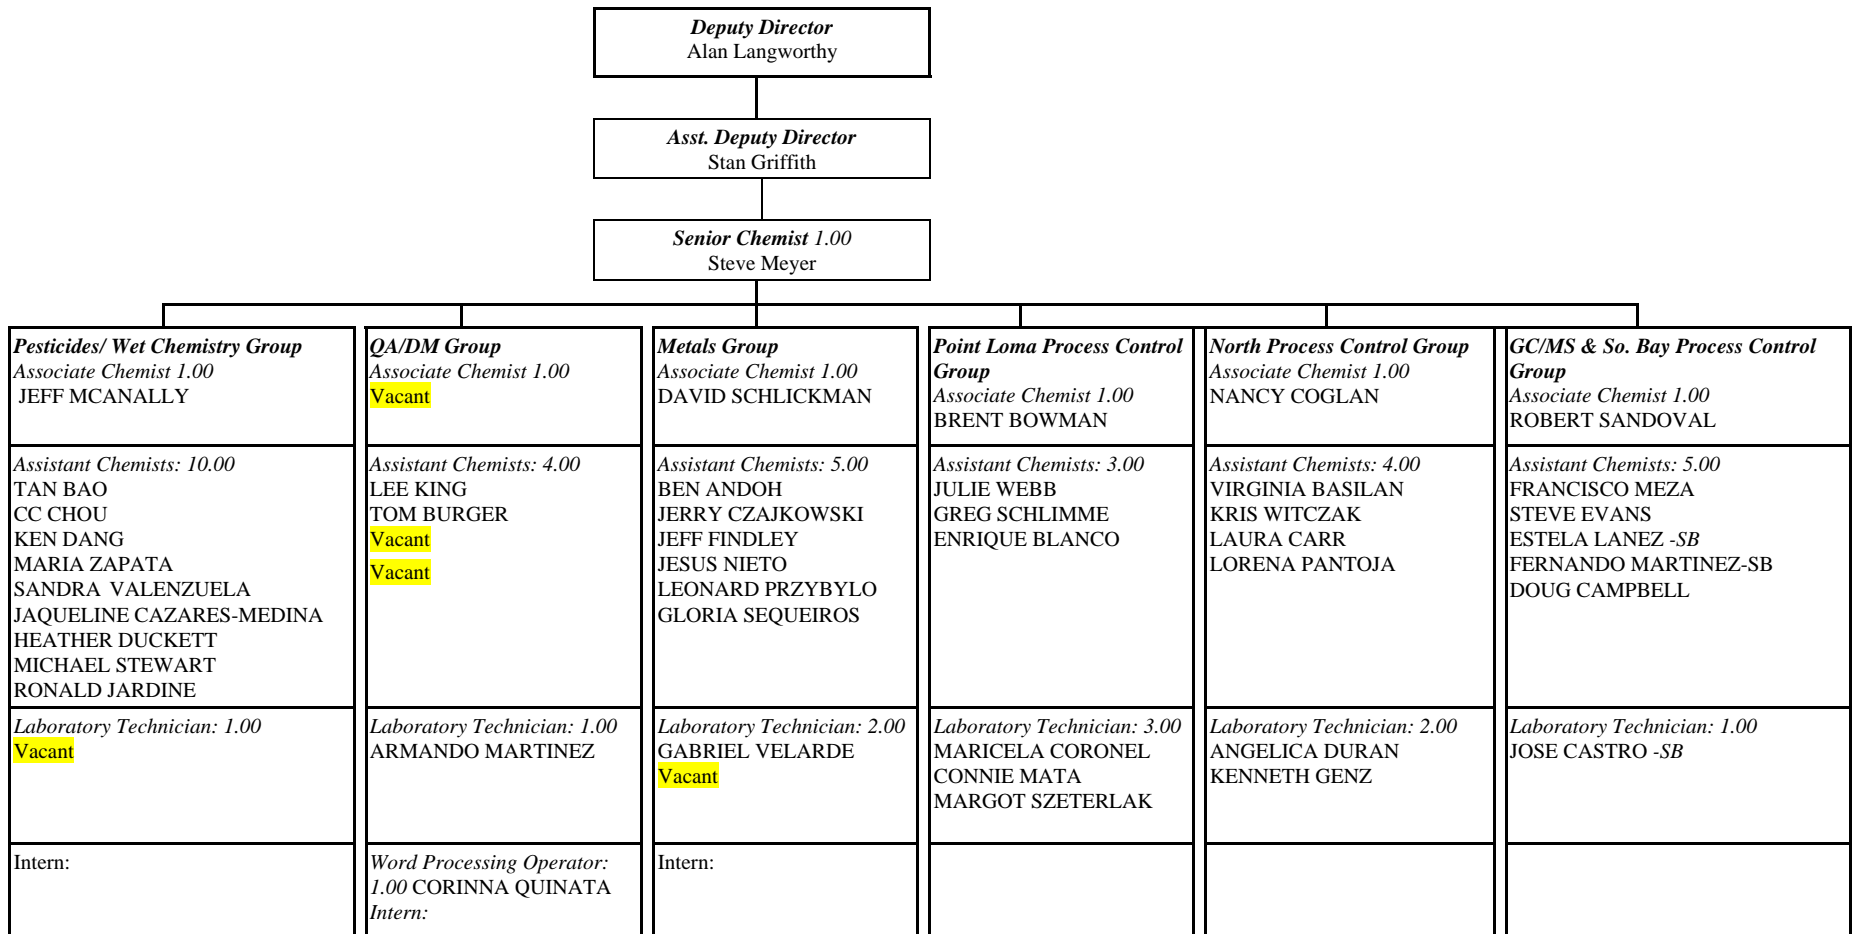 Deputy Director
Alan Langworthy
Asst. Deputy Director
Stan Griffith
Senior Chemist 1.00
Steve Meyer
Pesticides/ Wet Chemistry Group
Associate Chemist 1.00
JEFF MCANALLY
QA/DM Group
Associate Chemist 1.00
Vacant
Metals Group
Associate Chemist 1.00
DAVID SCHLICKMAN
Point Loma Process Control
Group
Associate Chemist 1.00
BRENT BOWMAN
North Process Control Group
Associate Chemist 1.00
NANCY COGLAN
GC/MS & So. Bay Process Control
Group
Associate Chemist 1.00
ROBERT SANDOVAL
Assistant Chemists: 10.00
TAN BAO
CC CHOU
KEN DANG
MARIA ZAPATA
SANDRA VALENZUELA
JAQUELINE CAZARES-MEDINA
HEATHER DUCKETT
MICHAEL STEWART
RONALD JARDINE
Assistant Chemists: 4.00
LEE KING
TOM BURGER
Vacant
Vacant
Assistant Chemists: 5.00
BEN ANDOH
JERRY CZAJKOWSKI
JEFF FINDLEY
JESUS NIETO
LEONARD PRZYBYLO
GLORIA SEQUEIROS
Assistant Chemists: 3.00
JULIE WEBB
GREG SCHLIMME
ENRIQUE BLANCO
Assistant Chemists: 4.00
VIRGINIA BASILAN
KRIS WITCZAK
LAURA CARR
LORENA PANTOJA
Assistant Chemists: 5.00
FRANCISCO MEZA
STEVE EVANS
ESTELA LANEZ -SB
FERNANDO MARTINEZ-SB
DOUG CAMPBELL
Laboratory Technician: 1.00
Vacant
Laboratory Technician: 1.00
ARMANDO MARTINEZ
Laboratory Technician: 2.00
GABRIEL VELARDE
Vacant
Laboratory Technician: 3.00
MARICELA CORONEL
CONNIE MATA
MARGOT SZETERLAK
Laboratory Technician: 2.00
ANGELICA DURAN
KENNETH GENZ
Laboratory Technician: 1.00
JOSE CASTRO -SB
Intern:
Word Processing Operator:
1.00 CORINNA QUINATA
Intern:
Intern: